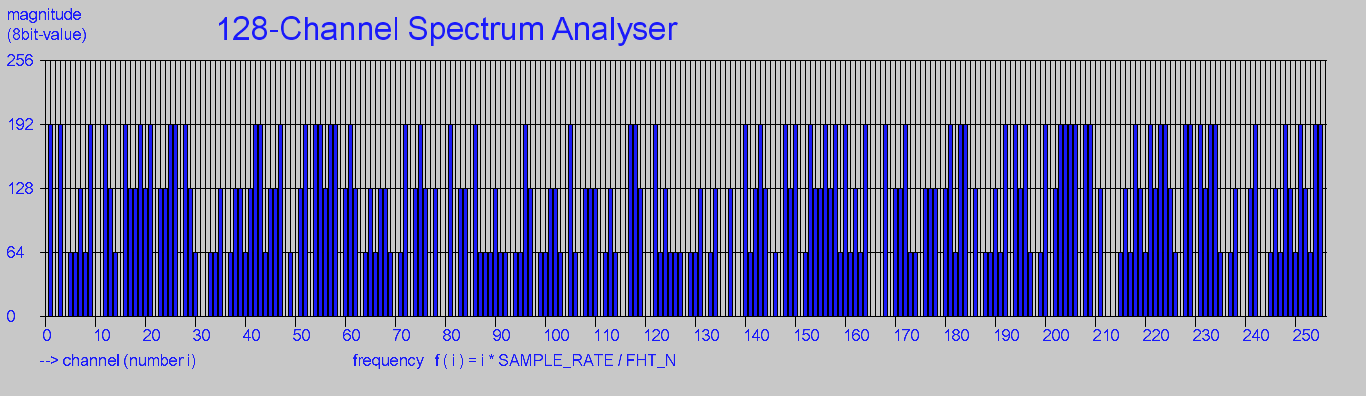 magnitude
(8bit-value)
128-Channel Spectrum Analyser
256
192
128
64
0
0 10 20 30 40 50 60 70 80 90 100 110 120 130 140 150 160 170 180 190 200 210 220 230 240 250
--> channel (number i) frequency f ( i ) = i * SAMPLE_RATE / FHT_N